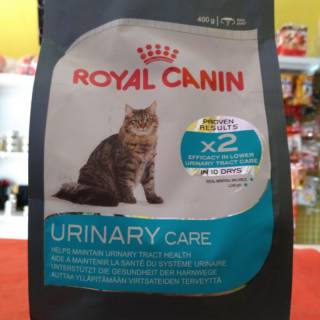 400 g
ROYAL CANIN
PROVEN
RESULTS
x2
EFFICACY IN LOWER
URINARY TRACT CARE
IN 10 DAYS
URINARY CARE
HELPS MAINTAIN URINARY TRACT HEALTH
AIDE A MAINTENIR LA SANTÉ DU SYSTÈME URINAIRE
UNTERSTÜTZT DIE GESUNDHEIT DER HARNWEGE
AUTTAA YLLÄPITÄMÄÄN VIRTSATEIDEN TERVEYTTÄ